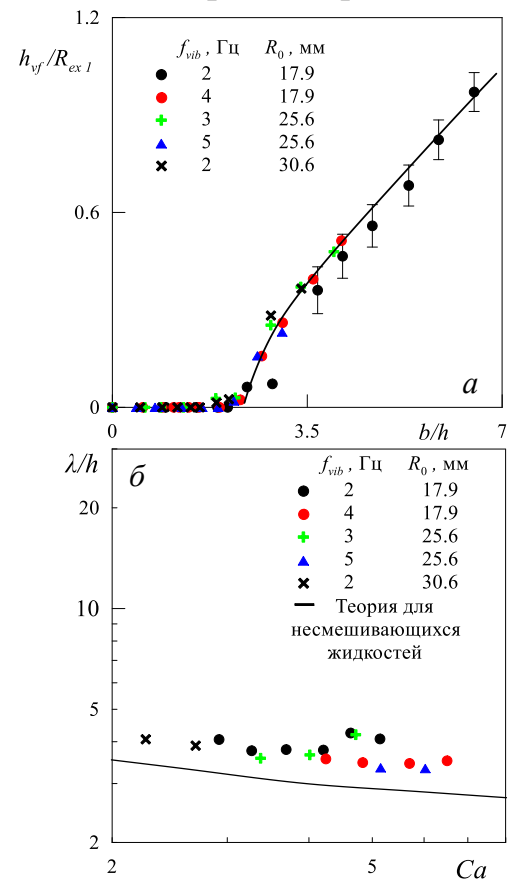 1.2
h_vf/R_ex 1
f_vib, Гц R_0, мм
2 17.9
4 17.9
3 25.6
5 25.6
2 30.6
0.6
а
0
0 3.5 b/h 7
λ/h б
f_vib, Гц R_0, мм
20
2 17.9
4 17.9
3 25.6
5 25.6
2 30.6
10
Теория для
несмешивающихся
жидкостей
5
2
2 5 Ca